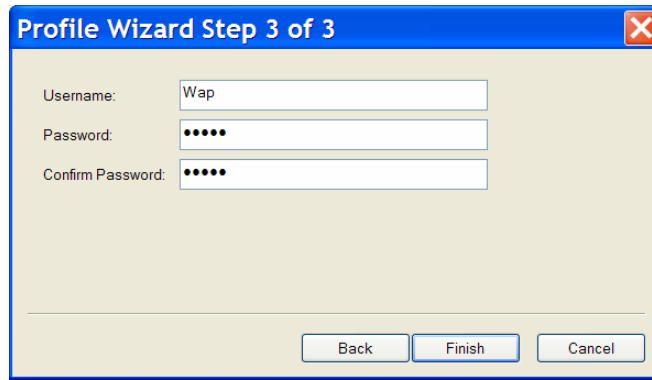 Profile Wizard Step 3 of 3
Username: Wap
Password: •••••
Confirm Password: •••••
Back Finish Cancel